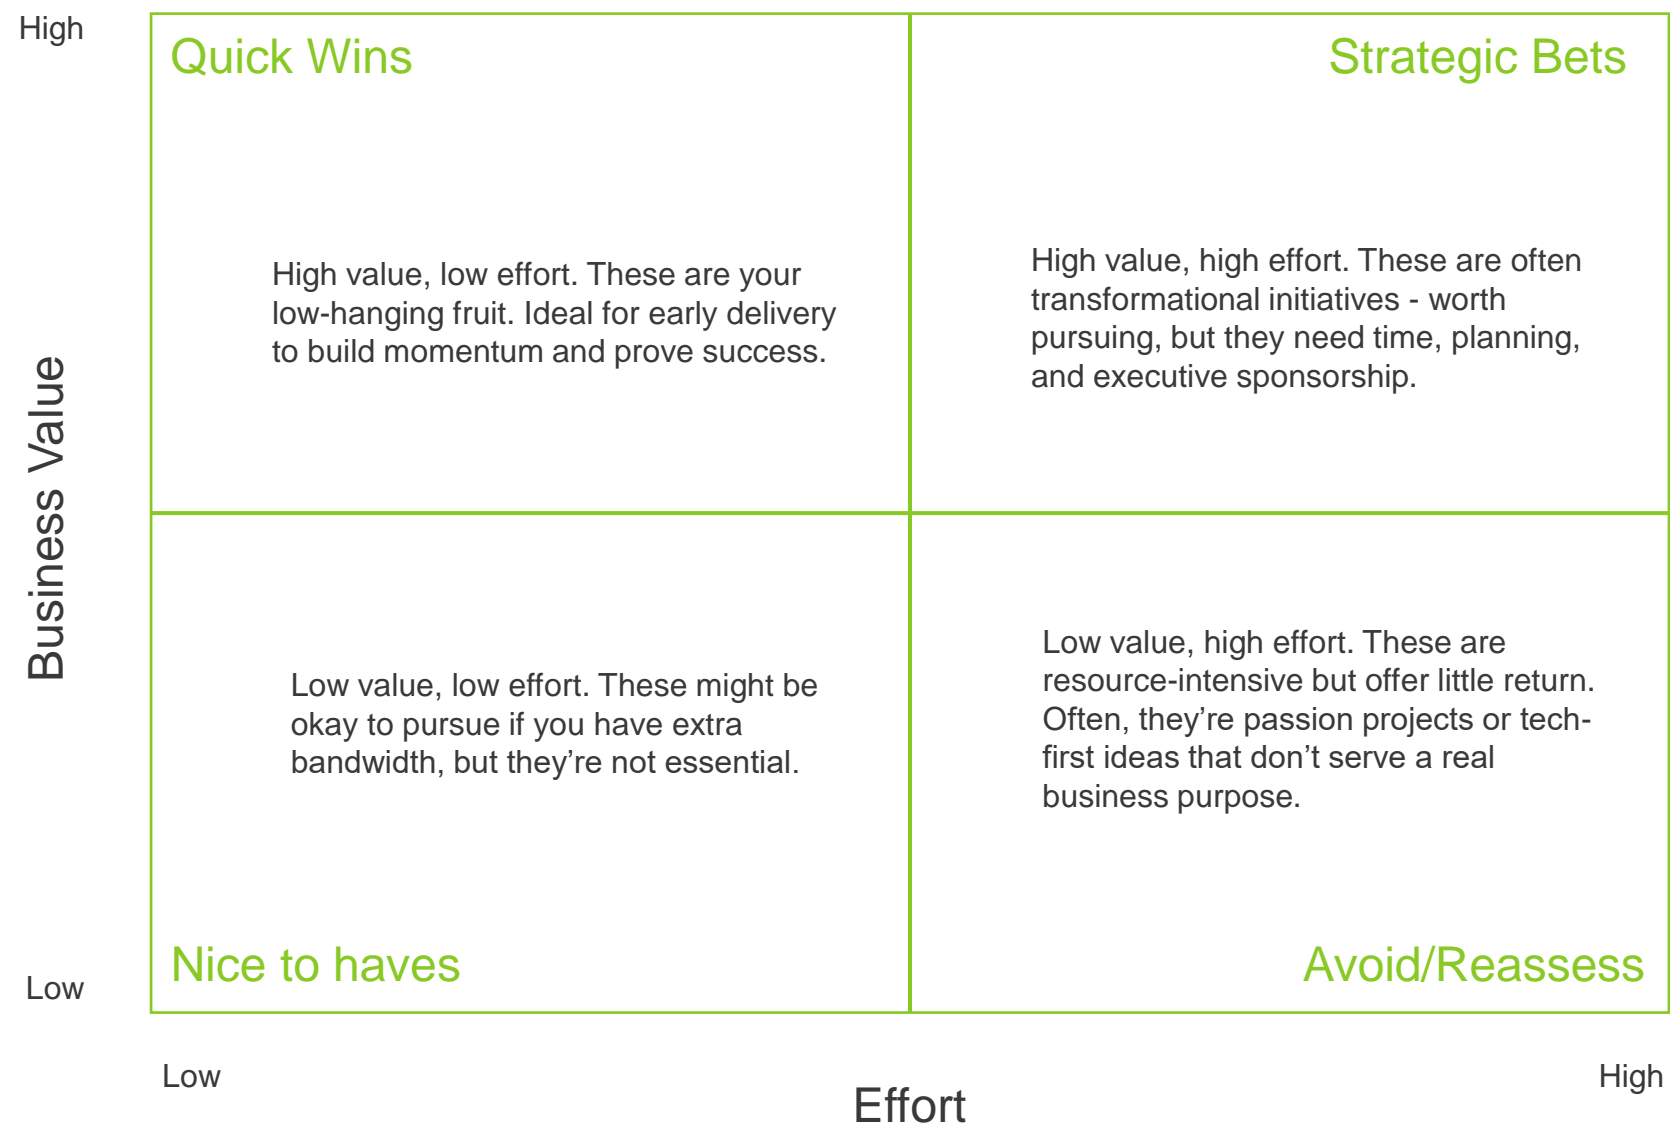 High
Quick Wins
Strategic Bets
High value, low effort. These are your
low-hanging fruit. Ideal for early delivery
to build momentum and prove success.
High value, high effort. These are often
transformational initiatives - worth
pursuing, but they need time, planning,
and executive sponsorship.
Business Value
Low value, low effort. These might be
okay to pursue if you have extra
bandwidth, but they’re not essential.
Low value, high effort. These are
resource-intensive but offer little return.
Often, they’re passion projects or tech-
first ideas that don’t serve a real
business purpose.
Nice to haves
Avoid/Reassess
Low
Low
Effort
High